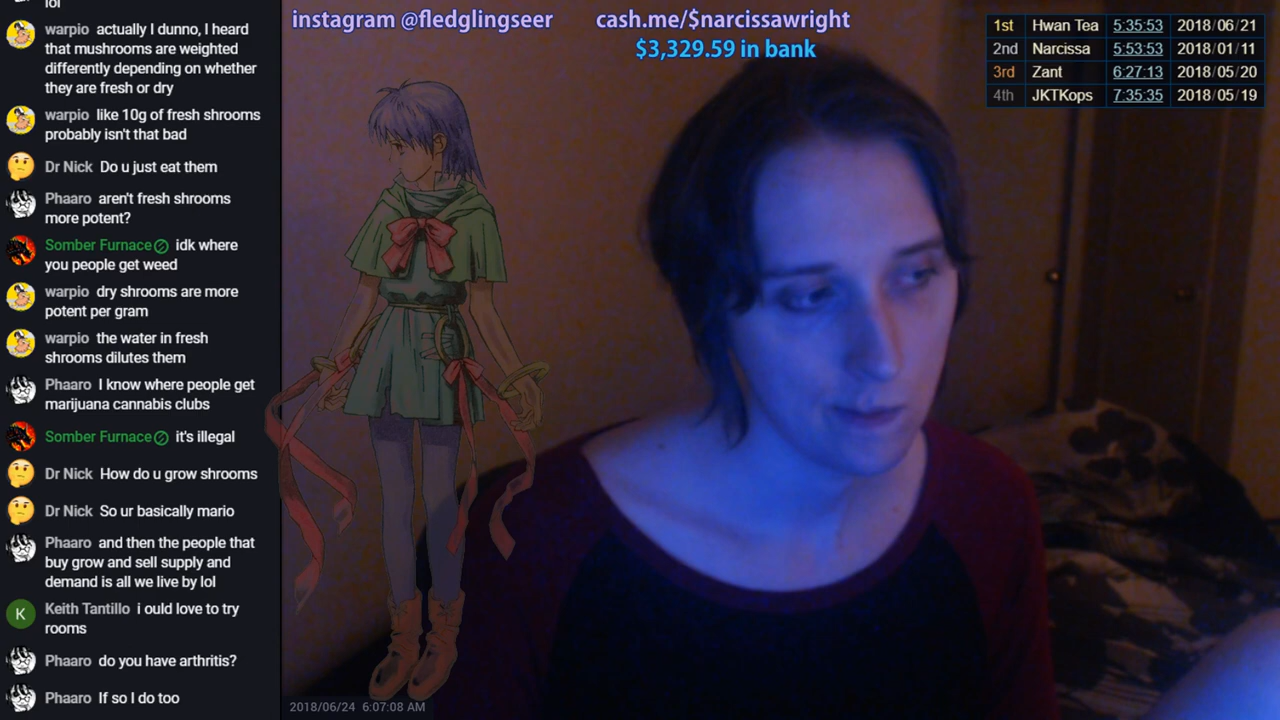 lol
warpio actually I dunno, I heard
that mushrooms are weighted
differently depending on whether
they are fresh or dry
warpio like 10g of fresh shrooms
probably isn't that bad
Dr Nick Do u just eat them
Phaaro aren't fresh shrooms
more potent?
Somber Furnace idk where
you people get weed
warpio dry shrooms are more
potent per gram
warpio the water in fresh
shrooms dilutes them
Phaaro I know where people get
marijuana cannabis clubs
Somber Furnace it's illegal
Dr Nick How do u grow shrooms
Dr Nick So ur basically mario
Phaaro and then the people that
buy grow and sell supply and
demand is all we live by lol
K Keith Tantillo i ould love to try
rooms
Phaaro do you have arthritis?
Phaaro If so I do too
instagram @fledglingseer cash.me/$narcissawright
$3,329.59 in bank
1st Hwan Tea 5:35:53 2018/06/21
2nd Narcissa 5:53:53 2018/01/11
3rd Zant 6:27:13 2018/05/20
4th JKTKops 7:35:35 2018/05/19
2018/06/24 6:07:08 AM